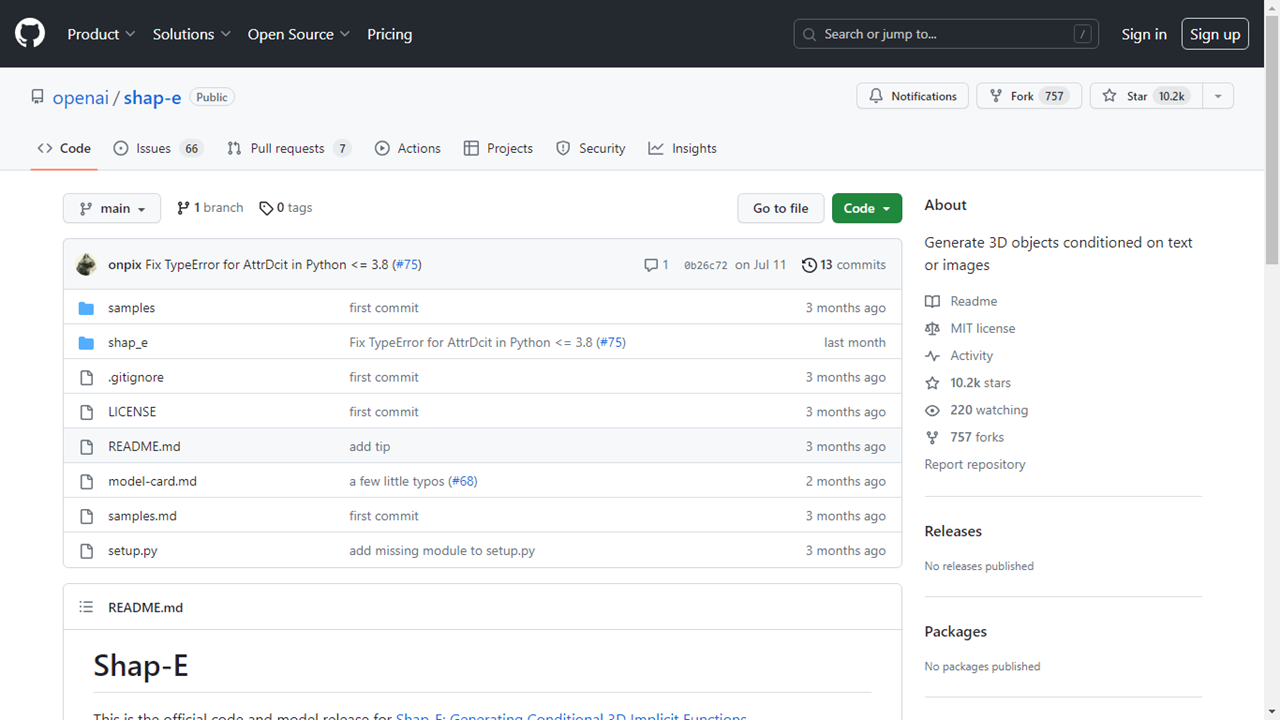 Product Solutions Open Source Pricing Search or jump to... / Sign in Sign up
openai / shap-e Public Notifications Fork 757 Star 10.2k
Code Issues 66 Pull requests 7 Actions Projects Security Insights
main 1 branch 0 tags Go to file Code
onpix Fix TypeError for AttrDcit in Python <= 3.8 (#75) 1 0b26c72 on Jul 11 13 commits
samples first commit 3 months ago
shap_e Fix TypeError for AttrDcit in Python <= 3.8 (#75) last month
.gitignore first commit 3 months ago
LICENSE first commit 3 months ago
README.md add tip 3 months ago
model-card.md a few little typos (#68) 2 months ago
samples.md first commit 3 months ago
setup.py add missing module to setup.py 3 months ago
README.md
Shap-E
This is the official code and model release for Shap-E: Generating Conditional 3D Implicit Functions
About
Generate 3D objects conditioned on text
or images
Readme
MIT license
Activity
10.2k stars
220 watching
757 forks
Report repository
Releases
No releases published
Packages
No packages published